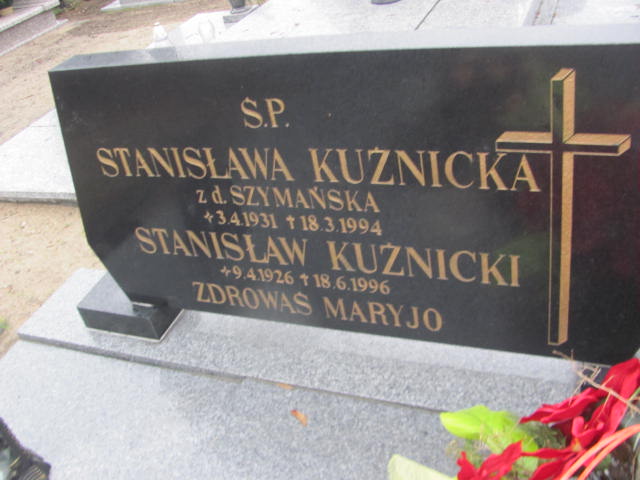 Ś.P.
STANISŁAWA KUŹNICKA
z d. SZYMAŃSKA
*3.4.1931 †18.3.1994
STANISŁAW KUŹNICKI
*9.4.1926 †18.6.1996
ZDROWAŚ MARYJO